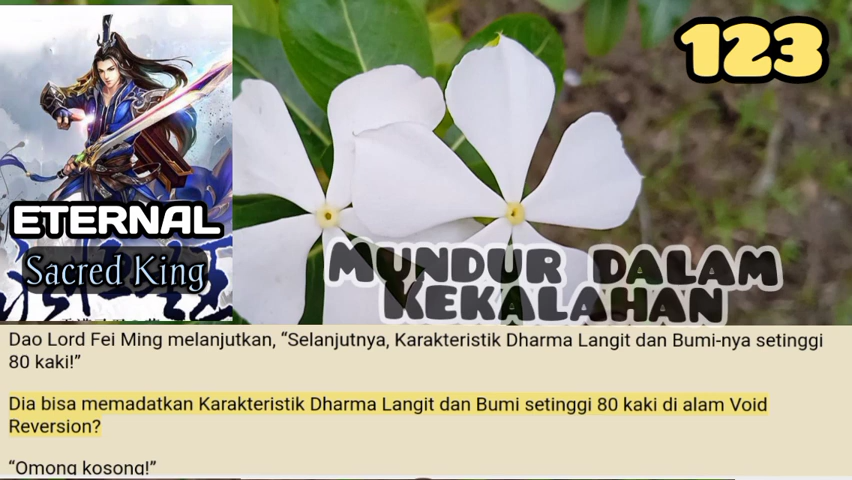 123
ETERNAL
Sacred King
MUNDUR DALAM
KEKALAHAN
Dao Lord Fei Ming melanjutkan, “Selanjutnya, Karakteristik Dharma Langit dan Bumi-nya setinggi
80 kaki!”
Dia bisa memadatkan Karakteristik Dharma Langit dan Bumi setinggi 80 kaki di alam Void
Reversion?
“Omong kosong!”